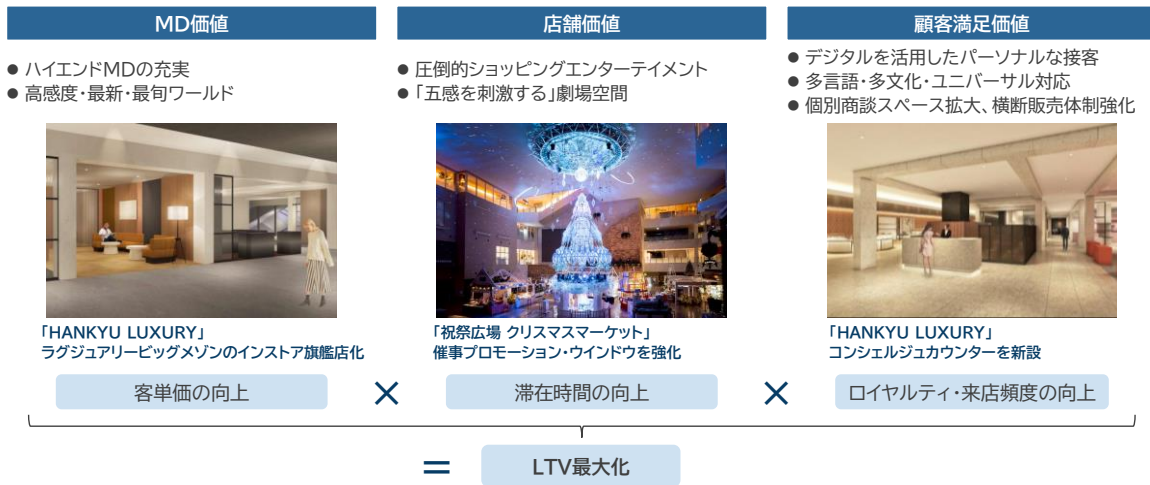 MD価値
● ハイエンドMDの充実
● 高感度・最新・最旬ワールド
「HANKYU LUXURY」
ラグジュアリービッグメゾンのインストア旗艦店化
客単価の向上
×
店舗価値
● 圧倒的ショッピングエンターテイメント
● 「五感を刺激する」劇場空間
「祝祭広場 クリスマスマーケット」
催事プロモーション・ウインドウを強化
滞在時間の向上
×
顧客満足価値
● デジタルを活用したパーソナルな接客
● 多言語・多文化・ユニバーサル対応
● 個別商談スペース拡大、横断販売体制強化
「HANKYU LUXURY」
コンシェルジュカウンターを新設
ロイヤルティ・来店頻度の向上
=
LTV最大化